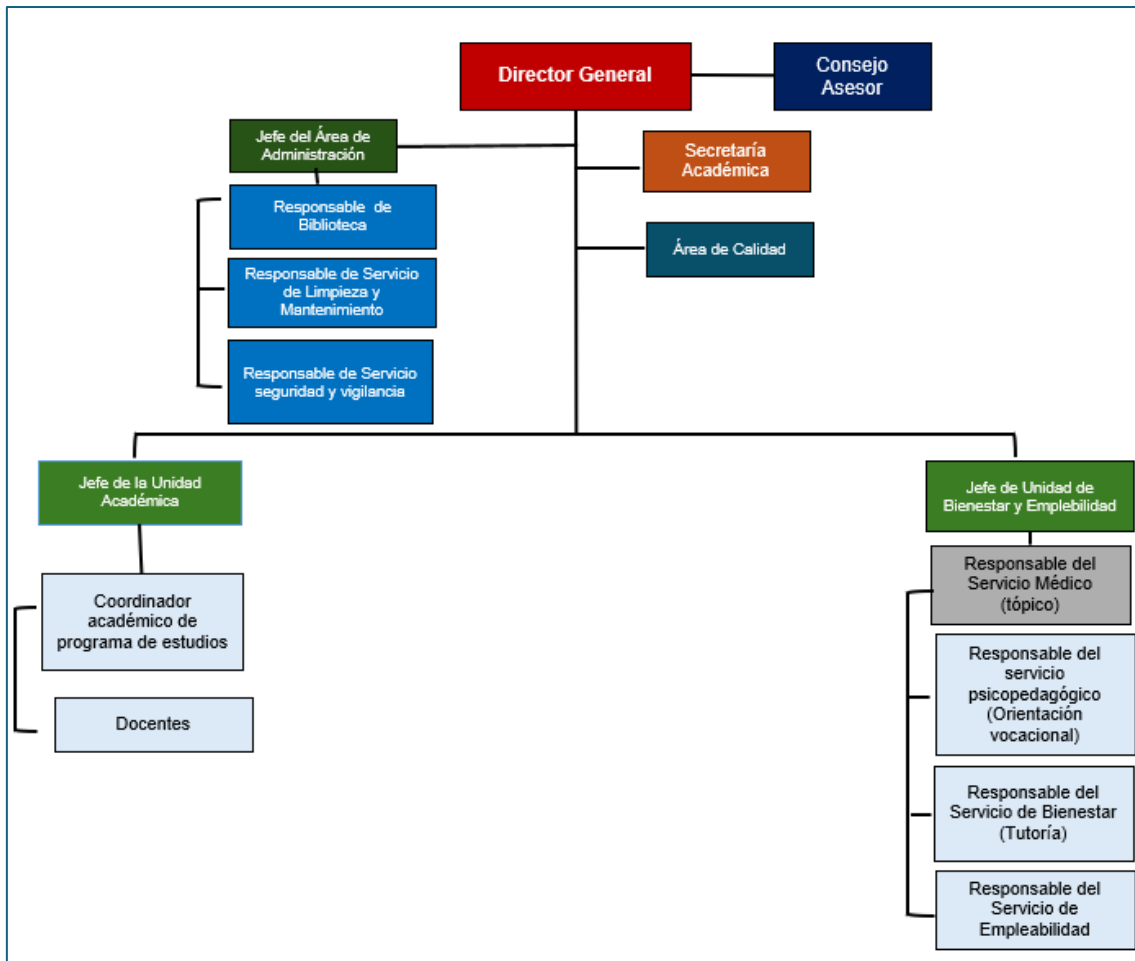 Director General
Consejo
Asesor
Jefe del Área de
Administración
Secretaría
Académica
Responsable de
Biblioteca
Área de Calidad
Responsable de Servicio
de Limpieza y
Mantenimiento
Responsable de Servicio
seguridad y vigilancia
Jefe de la Unidad
Académica
Jefe de Unidad de
Bienestar y Emplebilidad
Coordinador
académico de
programa de estudios
Docentes
Responsable del
Servicio Médico
(tópico)
Responsable del
servicio
psicopedagógico
(Orientación
vocacional)
Responsable del
Servicio de Bienestar
(Tutoría)
Responsable del
Servicio de
Empleabilidad